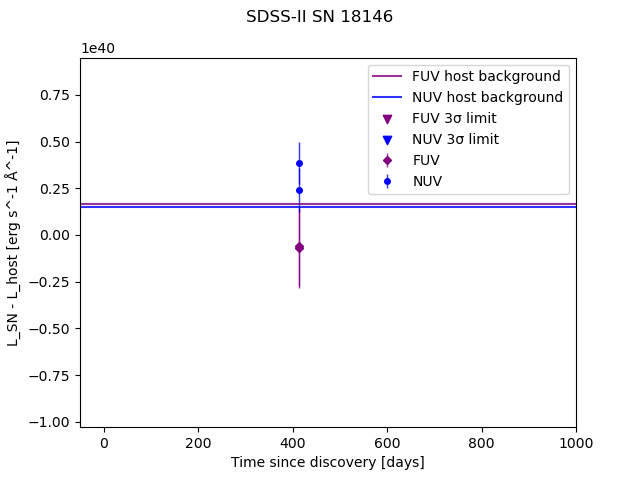 SDSS-II SN 18146
1e40
FUV host background
NUV host background
FUV 3σ limit
NUV 3σ limit
FUV
NUV
0.75
0.50
0.25
0.00
−0.25
−0.50
−0.75
−1.00
L_SN - L_host [erg s^-1 Å^-1]
0 200 400 600 800 1000
Time since discovery [days]